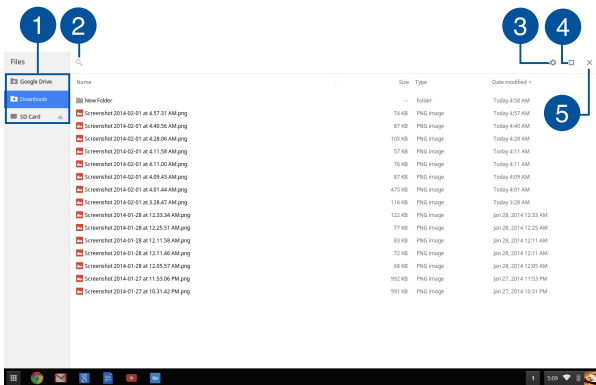 1 2 3 4
Files
Google Drive
Downloads
SD Card
Name Size Type Date modified
5
New Folder -- Folder Today 4:58 AM
Screenshot 2014-02-01 at 4.57.31 AM.png 74 KB PNG image Today 4:57 AM
Screenshot 2014-02-01 at 4.40.56 AM.png 87 KB PNG image Today 4:40 AM
Screenshot 2014-02-01 at 4.28.06 AM.png 105 KB PNG image Today 4:28 AM
Screenshot 2014-02-01 at 4.11.58 AM.png 57 KB PNG image Today 4:11 AM
Screenshot 2014-02-01 at 4.11.00 AM.png 76 KB PNG image Today 4:11 AM
Screenshot 2014-02-01 at 4.09.43 AM.png 87 KB PNG image Today 4:09 AM
Screenshot 2014-02-01 at 4.01.44 AM.png 475 KB PNG image Today 4:01 AM
Screenshot 2014-02-01 at 3.28.47 AM.png 116 KB PNG image Today 3:28 AM
Screenshot 2014-01-28 at 12.33.34 AM.png 122 KB PNG image Jan 28, 2014 12:33 AM
Screenshot 2014-01-28 at 12.25.51 AM.png 77 KB PNG image Jan 28, 2014 12:25 AM
Screenshot 2014-01-28 at 12.11.58 AM.png 83 KB PNG image Jan 28, 2014 12:11 AM
Screenshot 2014-01-28 at 12.11.46 AM.png 72 KB PNG image Jan 28, 2014 12:11 AM
Screenshot 2014-01-28 at 12.05.57 AM.png 68 KB PNG image Jan 28, 2014 12:05 AM
Screenshot 2014-01-27 at 11.53.06 PM.png 992 KB PNG image Jan 27, 2014 11:53 PM
Screenshot 2014-01-27 at 10.31.42 PM.png 991 KB PNG image Jan 27, 2014 10:31 PM
8 1 5:09